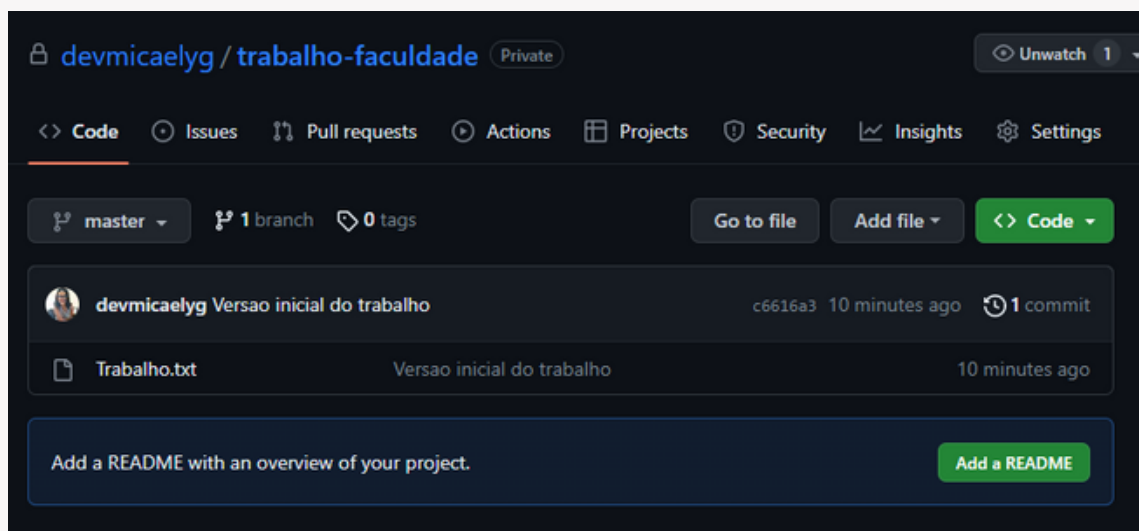 devmicaelyg / trabalho-faculdade Private Unwatch 1
Code Issues Pull requests Actions Projects Security Insights Settings
master 1 branch 0 tags Go to file Add file Code
devmicaelyg Versao inicial do trabalho c6616a3 10 minutes ago 1 commit
Trabalho.txt Versao inicial do trabalho 10 minutes ago
Add a README with an overview of your project. Add a README